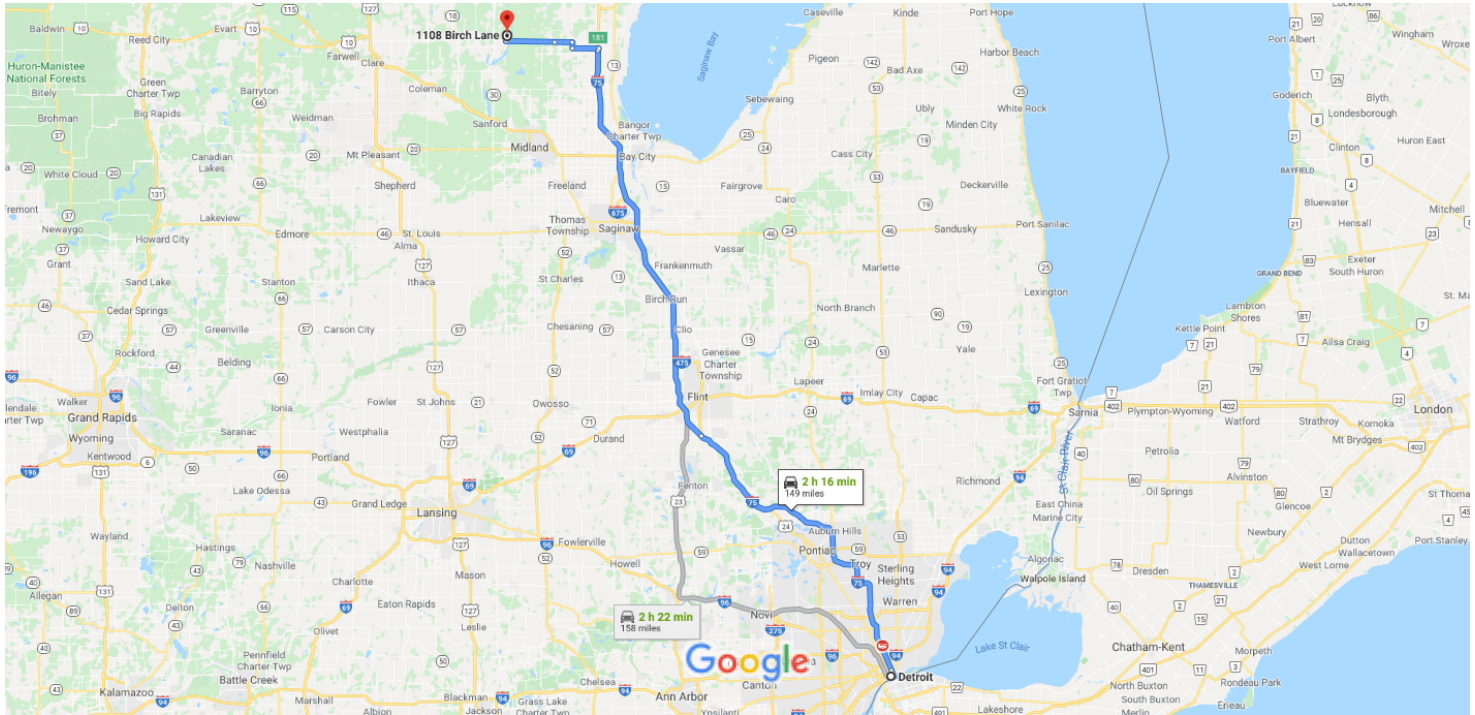 Baldwin
Reed City
Evart
Farwell
Clare
1108 Birch Lane
181
Caseville
Kinde
Port Hope
Port Albert
Lucknow
Wingham
Wroxe
Huron-Manistee
National Forests
Bitely
Brohman
Green
Charter Twp
Big Rapids
Barryton
Weidman
Coleman
Sanford
Midland
Saginaw Bay
Pigeon
Bad Axe
Harbor Beach
Sebewaing
Ubly
White Rock
Minden City
Goderich
Blyth
Londesborough
Clinton
Huron East
Bangor
Charter Twp
Bay City
Mt Pleasant
Canadian
Lakes
White Cloud
Shepherd
Freeland
Fairgrove
Cass City
Deckerville
Caro
BAYFIELD
Bluewater
Hensall
Mitchell
Fremont
Newaygo
Lakeview
Edmore
St. Louis
Alma
Thomas
Township
Saginaw
675
Vassar
Sandusky
Port Sanilac
Howard City
Grant
Sand Lake
Stanton
Ithaca
St Charles
Frankenmuth
Marlette
Exeter
South Huron
GRAND BEND
Cedar Springs
Greenville
Carson City
Chesaning
Birch Run
Clio
North Branch
Lexington
Lambton
Shores
Kettle Point
Ailsa Craig
Rockford
Belding
475
Genesee
Charter
Township
Yale
Fort Gratiot
Twp
Walker
Grand Rapids
Wyoming
Kentwood
Ionia
Saranac
Fowler
Westphalia
Portland
St Johns
Owosso
Durand
Flint
Lapeer
Imlay City
Capac
Sarnia
Plympton-Wyoming
Watford
Strathroy
London
Komoka
Mt Brydges
Petrolia
Alvinston
Lake Odessa
Grand Ledge
Lansing
Fenton
2 h 16 min
149 miles
Richmond
St Clair River
Oil Springs
Glencoe
Newbury
East China
Marine City
Wayland
Hastings
Nashville
Fowlerville
Howell
Auburn Hills
Pontiac
Troy
Sterling
Heights
Warren
Algonac
Walpole Island
Dresden
THAMESVILLE
Dutton
Wallacetown
West Lorne
Port Stanley
Allegan
Delton
Charlotte
Eaton Rapids
Mason
Leslie
Olivet
2 h 22 min
158 miles
Novi
275
Google
Lake St Clair
Chatham-Kent
Morpeth
Rondeau Park
Pennfield
Charter Twp
Battle Creek
Kalamazoo
Marshall
Albion
Blackman
Jackson
Chelsea
Grass Lake
Charter Twp
Ann Arbor
Ypsilanti
Canton
Detroit
Lakeshore
North Buxton
South Buxton
Merlin
Erieau